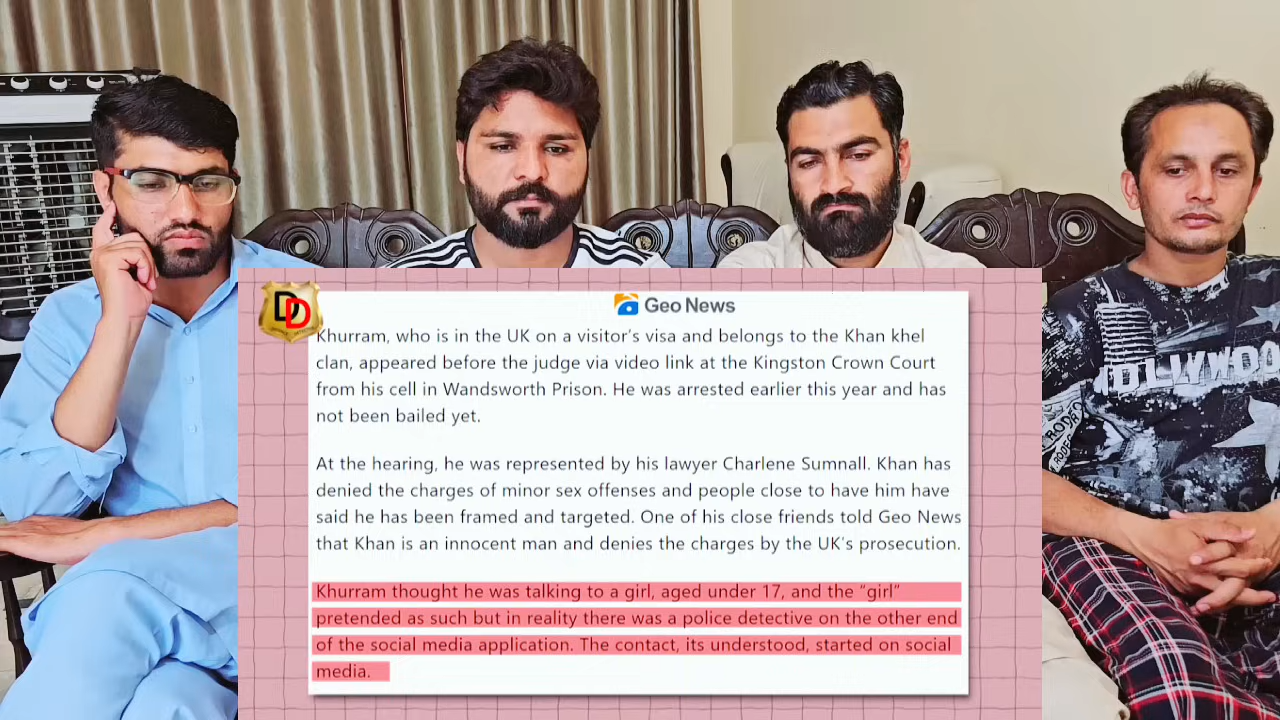 DD
Geo News
Khurram, who is in the UK on a visitor's visa and belongs to the Khan khel
clan, appeared before the judge via video link at the Kingston Crown Court
from his cell in Wandsworth Prison. He was arrested earlier this year and has
not been bailed yet.
At the hearing, he was represented by his lawyer Charlene Sumnall. Khan has
denied the charges of minor sex offenses and people close to have him have
said he has been framed and targeted. One of his close friends told Geo News
that Khan is an innocent man and denies the charges by the UK's prosecution.
Khurram thought he was talking to a girl, aged under 17, and the “girl”
pretended as such but in reality there was a police detective on the other end
of the social media application. The contact, its understood, started on social
media.